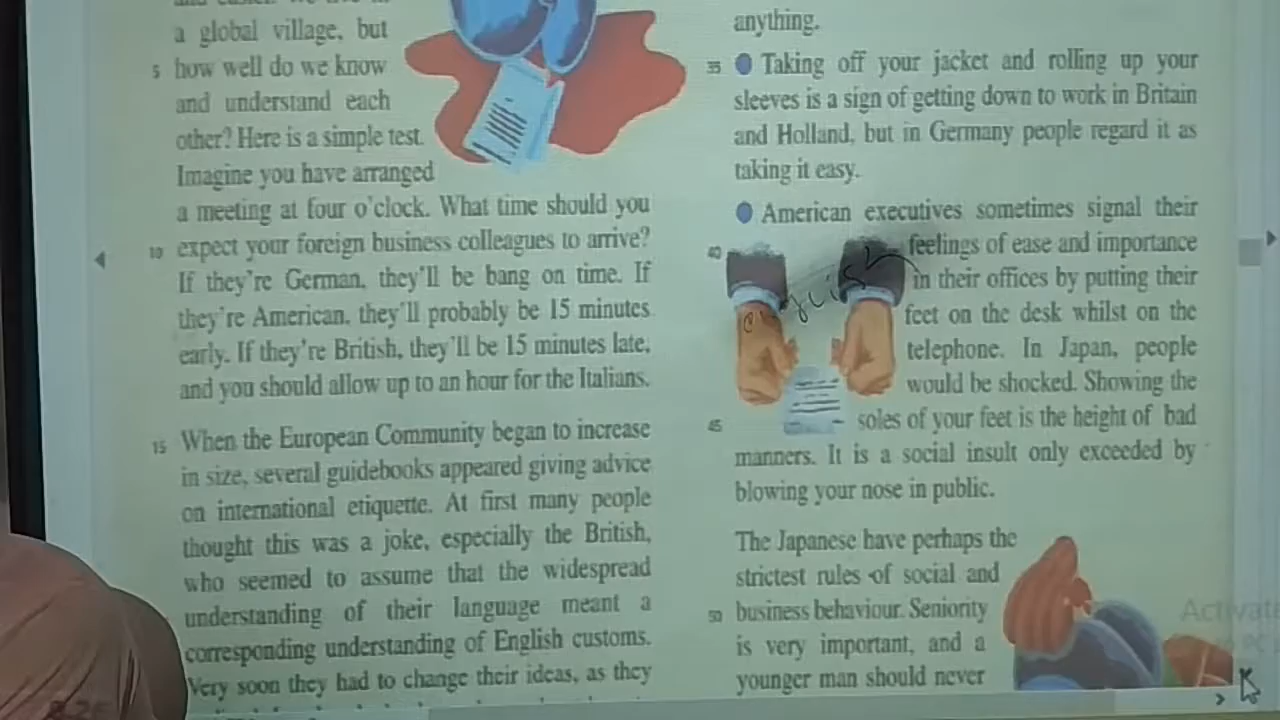 a global village, but
5 how well do we know
and understand each
other? Here is a simple test.
Imagine you have arranged
a meeting at four o'clock. What time should you
10 expect your foreign business colleagues to arrive?
If they're German, they'll be bang on time. If
they're American, they'll probably be 15 minutes
early. If they're British, they'll be 15 minutes late,
and you should allow up to an hour for the Italians.
15 When the European Community began to increase
in size, several guidebooks appeared giving advice
on international etiquette. At first many people
thought this was a joke, especially the British,
who seemed to assume that the widespread
understanding of their language meant a
corresponding understanding of English customs.
Very soon they had to change their ideas, as they
anything.
35 Taking off your jacket and rolling up your
sleeves is a sign of getting down to work in Britain
and Holland, but in Germany people regard it as
taking it easy.
American executives sometimes signal their
40 feelings of ease and importance
in their offices by putting their
feet on the desk whilst on the
telephone. In Japan, people
would be shocked. Showing the
45 soles of your feet is the height of bad
manners. It is a social insult only exceeded by
blowing your nose in public.
The Japanese have perhaps the
strictest rules of social and
50 business behaviour. Seniority
is very important, and a
younger man should never